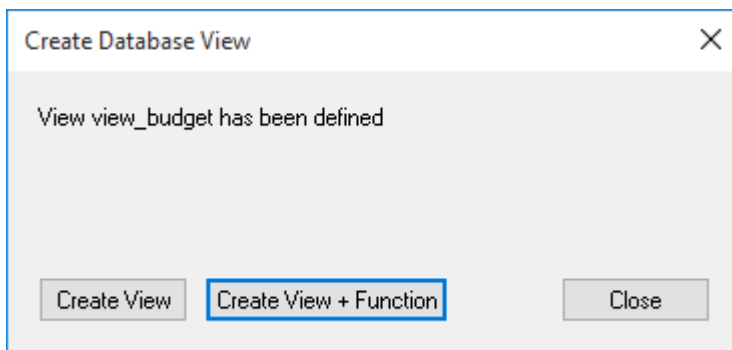 Create Database View
View view_budget has been defined
Create View Create View + Function Close